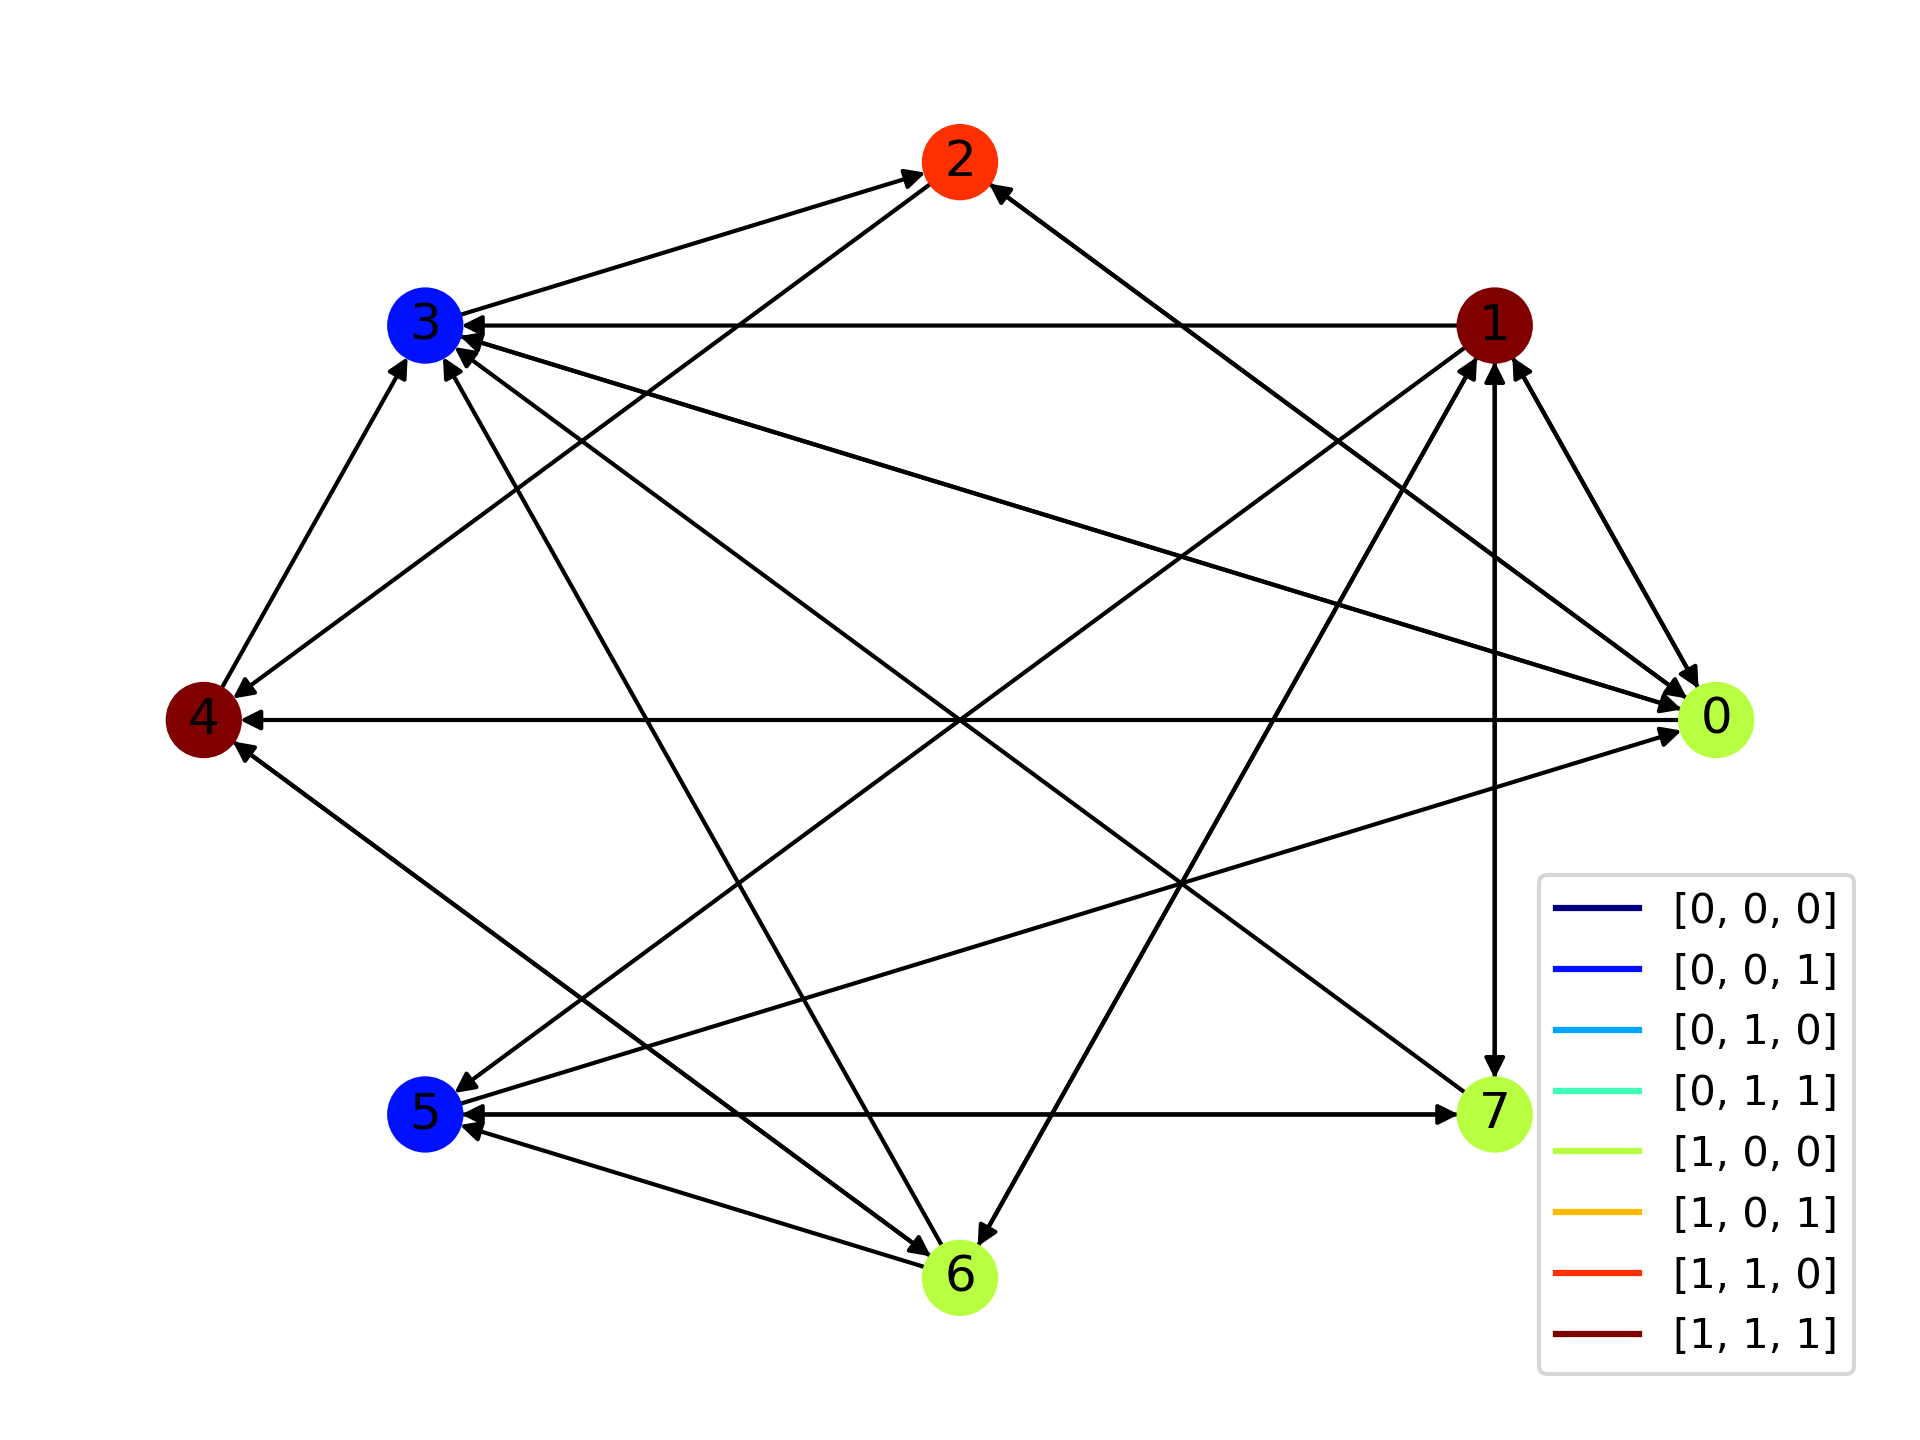 2
3
1
4
0
5
7
6
[0, 0, 0]
[0, 0, 1]
[0, 1, 0]
[0, 1, 1]
[1, 0, 0]
[1, 0, 1]
[1, 1, 0]
[1, 1, 1]